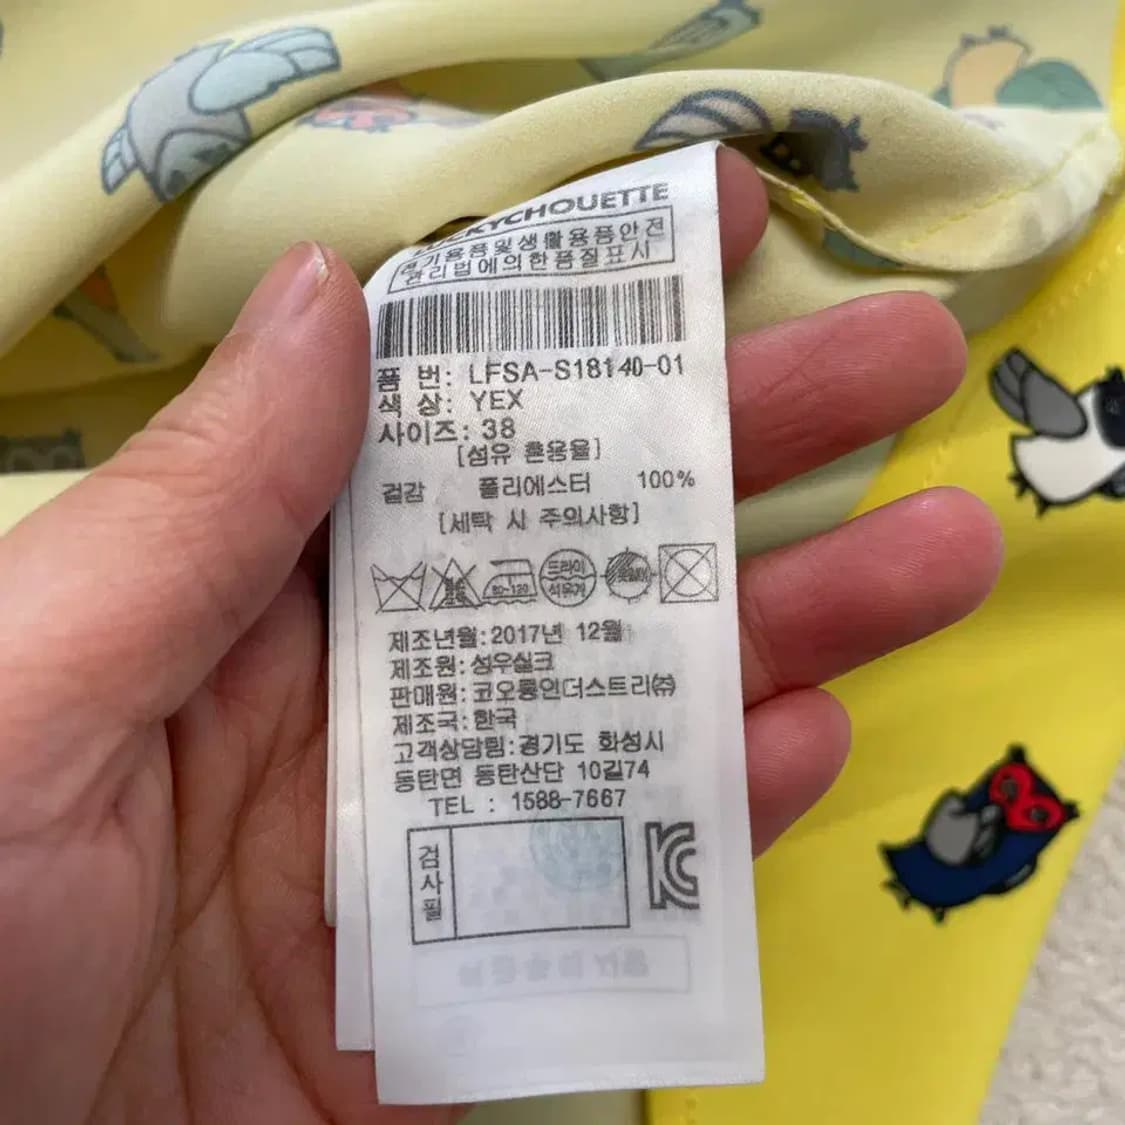 LUCKYCHOUETTE
전기용품및생활용품안전
관리법에의한품질표시
품 번: LFSA-S18140-01
색 상: YEX
사이즈: 38
[섬유 혼용율]
겉감 폴리에스터 100%
[세탁 시 주의사항]
80-120 드라이
석유계
제조년월:2017년 12월
제조원:성우실크
판매원:코오롱인더스트리㈜
제조국:한국
고객상담팀:경기도 화성시
동탄면 동탄산단 10길74
TEL : 1588-7667
검사필
KC